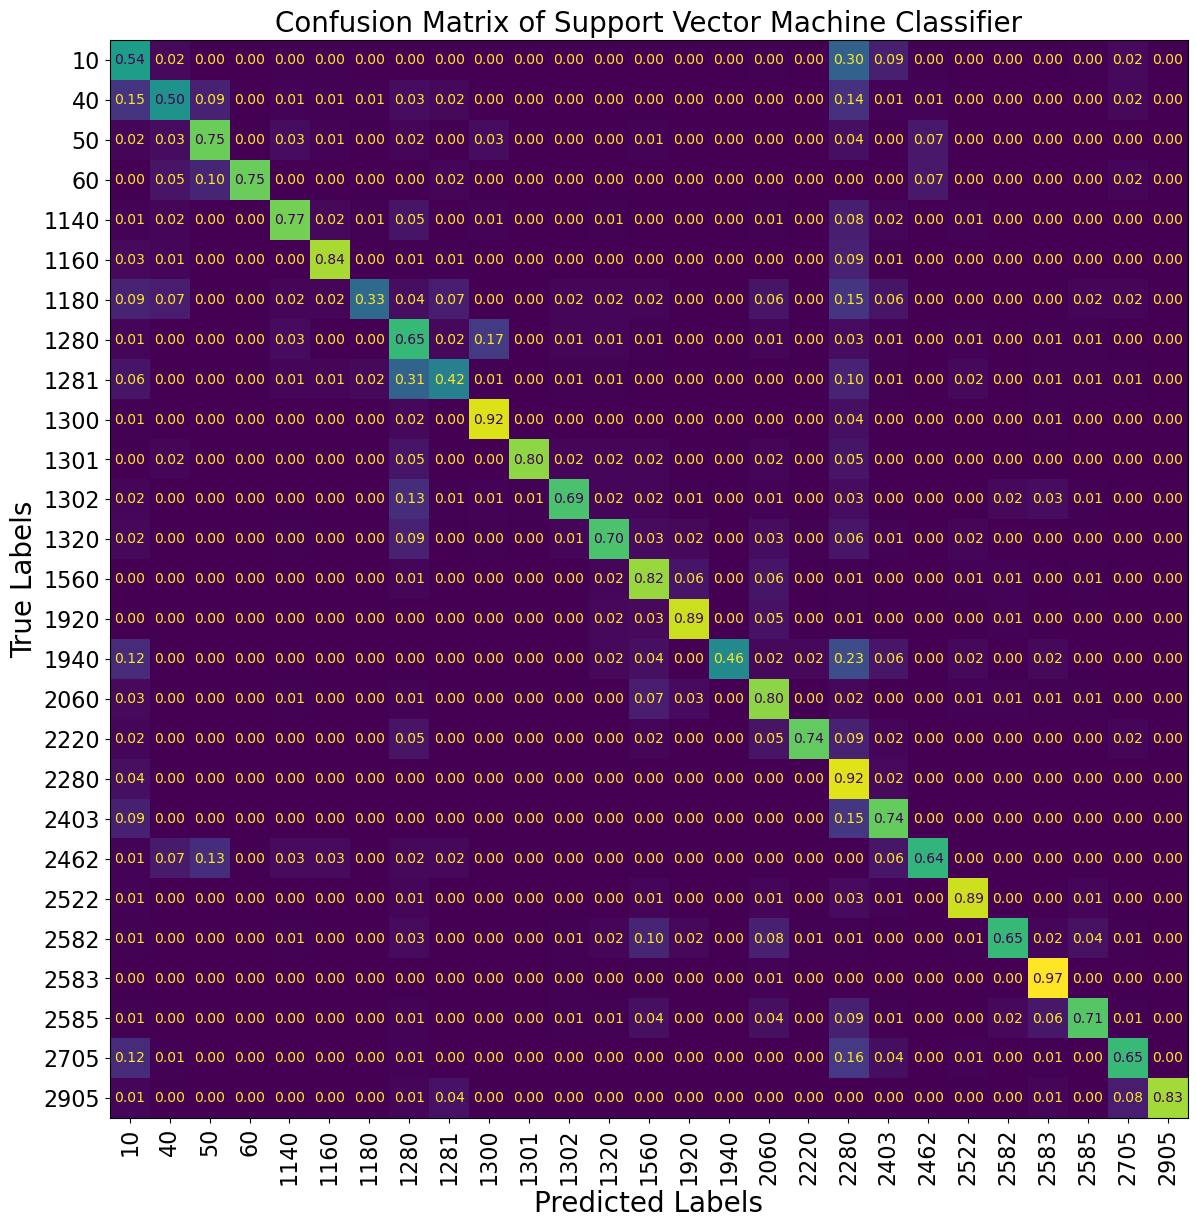 Confusion Matrix of Support Vector Machine Classifier
10 0.54 0.02 0.00 0.00 0.00 0.00 0.00 0.00 0.00 0.00 0.00 0.00 0.00 0.00 0.00 0.00 0.00 0.00 0.30 0.09 0.00 0.00 0.00 0.00 0.00 0.02 0.00
40 0.15 0.50 0.09 0.00 0.01 0.01 0.01 0.03 0.02 0.00 0.00 0.00 0.00 0.00 0.00 0.00 0.00 0.00 0.14 0.01 0.01 0.00 0.00 0.00 0.00 0.02 0.00
50 0.02 0.03 0.75 0.00 0.03 0.01 0.00 0.02 0.00 0.03 0.00 0.00 0.00 0.01 0.00 0.00 0.00 0.00 0.04 0.00 0.07 0.00 0.00 0.00 0.00 0.00 0.00
60 0.00 0.05 0.10 0.75 0.00 0.00 0.00 0.00 0.02 0.00 0.00 0.00 0.00 0.00 0.00 0.00 0.00 0.00 0.00 0.00 0.07 0.00 0.00 0.00 0.00 0.02 0.00
1140 0.01 0.02 0.00 0.00 0.77 0.02 0.01 0.05 0.00 0.01 0.00 0.00 0.01 0.00 0.00 0.00 0.01 0.00 0.08 0.02 0.00 0.01 0.00 0.00 0.00 0.00 0.00
1160 0.03 0.01 0.00 0.00 0.00 0.84 0.00 0.01 0.01 0.00 0.00 0.00 0.00 0.00 0.00 0.00 0.00 0.00 0.09 0.01 0.00 0.00 0.00 0.00 0.00 0.00 0.00
1180 0.09 0.07 0.00 0.00 0.02 0.02 0.33 0.04 0.07 0.00 0.00 0.02 0.02 0.02 0.00 0.00 0.06 0.00 0.15 0.06 0.00 0.00 0.00 0.00 0.02 0.02 0.00
1280 0.01 0.00 0.00 0.00 0.03 0.00 0.00 0.65 0.02 0.17 0.00 0.01 0.01 0.01 0.00 0.00 0.01 0.00 0.03 0.01 0.00 0.01 0.00 0.01 0.01 0.00 0.00
1281 0.06 0.00 0.00 0.00 0.01 0.01 0.02 0.31 0.42 0.01 0.00 0.01 0.01 0.00 0.00 0.00 0.00 0.00 0.10 0.01 0.00 0.02 0.00 0.01 0.01 0.01 0.00
1300 0.01 0.00 0.00 0.00 0.00 0.00 0.00 0.02 0.00 0.92 0.00 0.00 0.00 0.00 0.00 0.00 0.00 0.00 0.04 0.00 0.00 0.00 0.00 0.01 0.00 0.00 0.00
1301 0.00 0.02 0.00 0.00 0.00 0.00 0.00 0.05 0.00 0.00 0.80 0.02 0.02 0.02 0.00 0.00 0.02 0.00 0.05 0.00 0.00 0.00 0.00 0.00 0.00 0.00 0.00
1302 0.02 0.00 0.00 0.00 0.00 0.00 0.00 0.13 0.01 0.01 0.01 0.69 0.02 0.02 0.01 0.00 0.01 0.00 0.03 0.00 0.00 0.00 0.02 0.03 0.01 0.00 0.00
1320 0.02 0.00 0.00 0.00 0.00 0.00 0.00 0.09 0.00 0.00 0.00 0.01 0.70 0.03 0.02 0.00 0.03 0.00 0.06 0.01 0.00 0.02 0.00 0.00 0.00 0.00 0.00
1560 0.00 0.00 0.00 0.00 0.00 0.00 0.00 0.01 0.00 0.00 0.00 0.00 0.02 0.82 0.06 0.00 0.06 0.00 0.01 0.00 0.00 0.01 0.01 0.00 0.01 0.00 0.00
1920 0.00 0.00 0.00 0.00 0.00 0.00 0.00 0.00 0.00 0.00 0.00 0.00 0.02 0.03 0.89 0.00 0.05 0.00 0.01 0.00 0.00 0.00 0.01 0.00 0.00 0.00 0.00
1940 0.12 0.00 0.00 0.00 0.00 0.00 0.00 0.00 0.00 0.00 0.00 0.00 0.02 0.04 0.00 0.46 0.02 0.02 0.23 0.06 0.00 0.02 0.00 0.02 0.00 0.00 0.00
2060 0.03 0.00 0.00 0.00 0.01 0.00 0.00 0.01 0.00 0.00 0.00 0.00 0.00 0.07 0.03 0.00 0.80 0.00 0.02 0.00 0.00 0.01 0.01 0.01 0.01 0.00 0.00
2220 0.02 0.00 0.00 0.00 0.00 0.00 0.00 0.05 0.00 0.00 0.00 0.00 0.00 0.02 0.00 0.00 0.05 0.74 0.09 0.02 0.00 0.00 0.00 0.00 0.00 0.02 0.00
2280 0.04 0.00 0.00 0.00 0.00 0.00 0.00 0.00 0.00 0.00 0.00 0.00 0.00 0.00 0.00 0.00 0.00 0.00 0.92 0.02 0.00 0.00 0.00 0.00 0.00 0.00 0.00
2403 0.09 0.00 0.00 0.00 0.00 0.00 0.00 0.00 0.00 0.00 0.00 0.00 0.00 0.00 0.00 0.00 0.00 0.00 0.15 0.74 0.00 0.00 0.00 0.00 0.00 0.00 0.00
2462 0.01 0.07 0.13 0.00 0.03 0.03 0.00 0.02 0.02 0.00 0.00 0.00 0.00 0.00 0.00 0.00 0.00 0.00 0.00 0.06 0.64 0.00 0.00 0.00 0.00 0.00 0.00
2522 0.01 0.00 0.00 0.00 0.00 0.00 0.00 0.01 0.00 0.00 0.00 0.00 0.00 0.01 0.00 0.00 0.01 0.00 0.03 0.01 0.00 0.89 0.00 0.00 0.01 0.00 0.00
2582 0.01 0.00 0.00 0.00 0.01 0.00 0.00 0.03 0.00 0.00 0.00 0.01 0.02 0.10 0.02 0.00 0.08 0.01 0.01 0.00 0.00 0.01 0.65 0.02 0.04 0.01 0.00
2583 0.00 0.00 0.00 0.00 0.00 0.00 0.00 0.00 0.00 0.00 0.00 0.00 0.00 0.00 0.00 0.00 0.01 0.00 0.00 0.00 0.00 0.00 0.00 0.97 0.00 0.00 0.00
2585 0.01 0.00 0.00 0.00 0.00 0.00 0.00 0.01 0.00 0.00 0.00 0.01 0.01 0.04 0.00 0.00 0.04 0.00 0.09 0.01 0.00 0.00 0.02 0.06 0.71 0.01 0.00
2705 0.12 0.01 0.00 0.00 0.00 0.00 0.00 0.01 0.00 0.00 0.00 0.00 0.00 0.00 0.00 0.00 0.00 0.00 0.16 0.04 0.00 0.01 0.00 0.01 0.00 0.65 0.00
2905 0.01 0.00 0.00 0.00 0.00 0.00 0.00 0.01 0.04 0.00 0.00 0.00 0.00 0.00 0.00 0.00 0.00 0.00 0.00 0.00 0.00 0.00 0.00 0.01 0.00 0.08 0.83
True Labels
10 40 50 60 1140 1160 1180 1280 1281 1300 1301 1302 1320 1560 1920 1940 2060 2220 2280 2403 2462 2522 2582 2583 2585 2705 2905
Predicted Labels